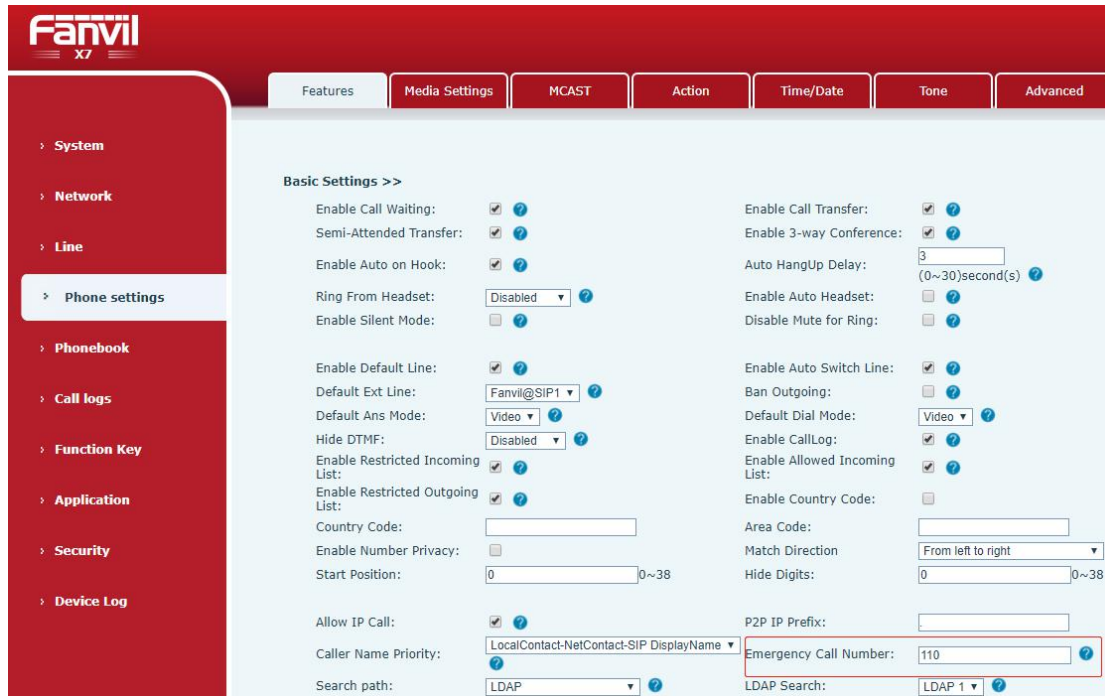 Fanvil
X7
Features Media Settings MCAST Action Time/Date Tone Advanced
› System
› Network
› Line
› Phone settings
› Phonebook
› Call logs
› Function Key
› Application
› Security
› Device Log
Basic Settings >>
Enable Call Waiting: ? Enable Call Transfer: ?
Semi-Attended Transfer: ? Enable 3-way Conference: ?
Enable Auto on Hook: ? Auto HangUp Delay: 3
(0~30)second(s) ?
Ring From Headset: Disabled ? Enable Auto Headset: ?
Enable Silent Mode: ? Disable Mute for Ring: ?
Enable Default Line: ? Enable Auto Switch Line: ?
Default Ext Line: Fanvil@SIP1 ? Ban Outgoing: ?
Default Ans Mode: Video ? Default Dial Mode: Video ?
Hide DTMF: Disabled ? Enable CallLog: ?
Enable Restricted Incoming
List: ? Enable Allowed Incoming
List: ?
Enable Restricted Outgoing
List: ? Enable Country Code:
Country Code: Area Code:
Enable Number Privacy: Match Direction From left to right
Start Position: 0 0~38 Hide Digits: 0 0~38
Allow IP Call: ? P2P IP Prefix: .
Caller Name Priority: LocalContact-NetContact-SIP DisplayName ? Emergency Call Number: 110 ?
Search path: LDAP ? LDAP Search: LDAP 1 ?